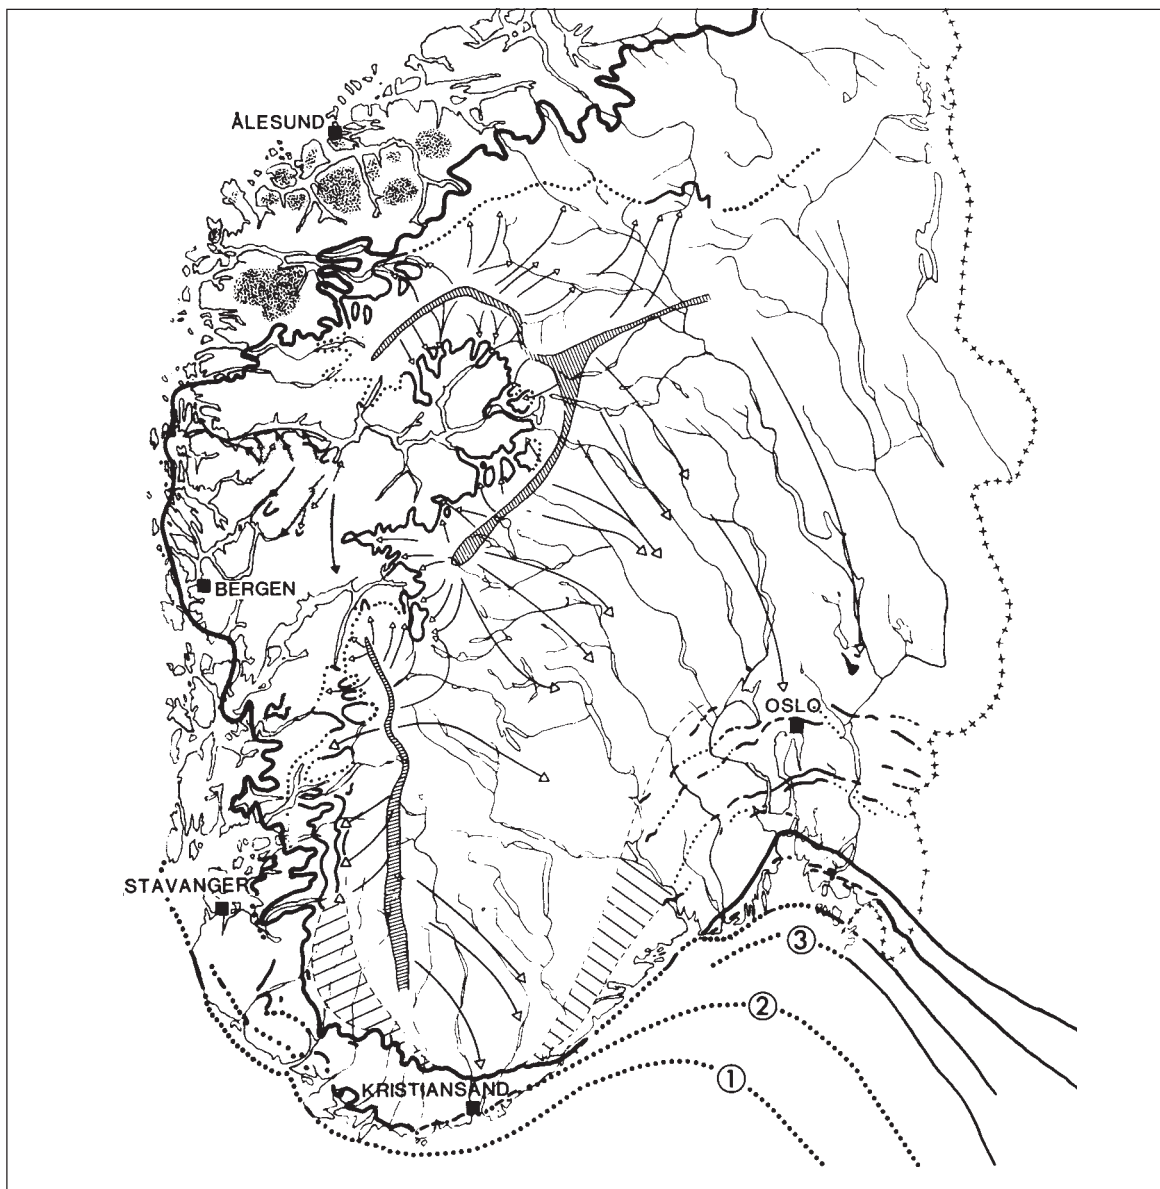 ÅLESUND
BERGEN
OSLO
STAVANGER
3
2
KRISTIANSAND
1